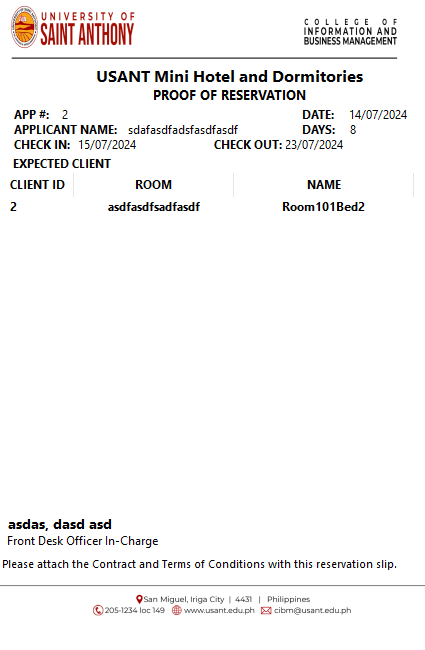 UNIVERSITY OF
SAINT ANTHONY
COLLEGE OF
INFORMATION AND
BUSINESS MANAGEMENT
USANT Mini Hotel and Dormitories
PROOF OF RESERVATION
APP #: 2 DATE: 14/07/2024
APPLICANT NAME: sdafasdfadsfasdfasdf DAYS: 8
CHECK IN: 15/07/2024 CHECK OUT: 23/07/2024
EXPECTED CLIENT
CLIENT ID ROOM NAME
2 asdfasdfsadfasdf Room101Bed2
asdas, dasd asd
Front Desk Officer In-Charge
Please attach the Contract and Terms of Conditions with this reservation slip.
San Miguel, Iriga City | 4431 | Philippines
205-1234 loc 149 www.usant.edu.ph cibm@usant.edu.ph